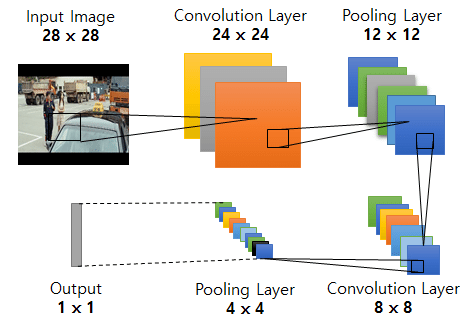 Input Image
28 x 28
Convolution Layer
24 x 24
Pooling Layer
12 x 12
Output
1 x 1
Pooling Layer
4 x 4
Convolution Layer
8 x 8